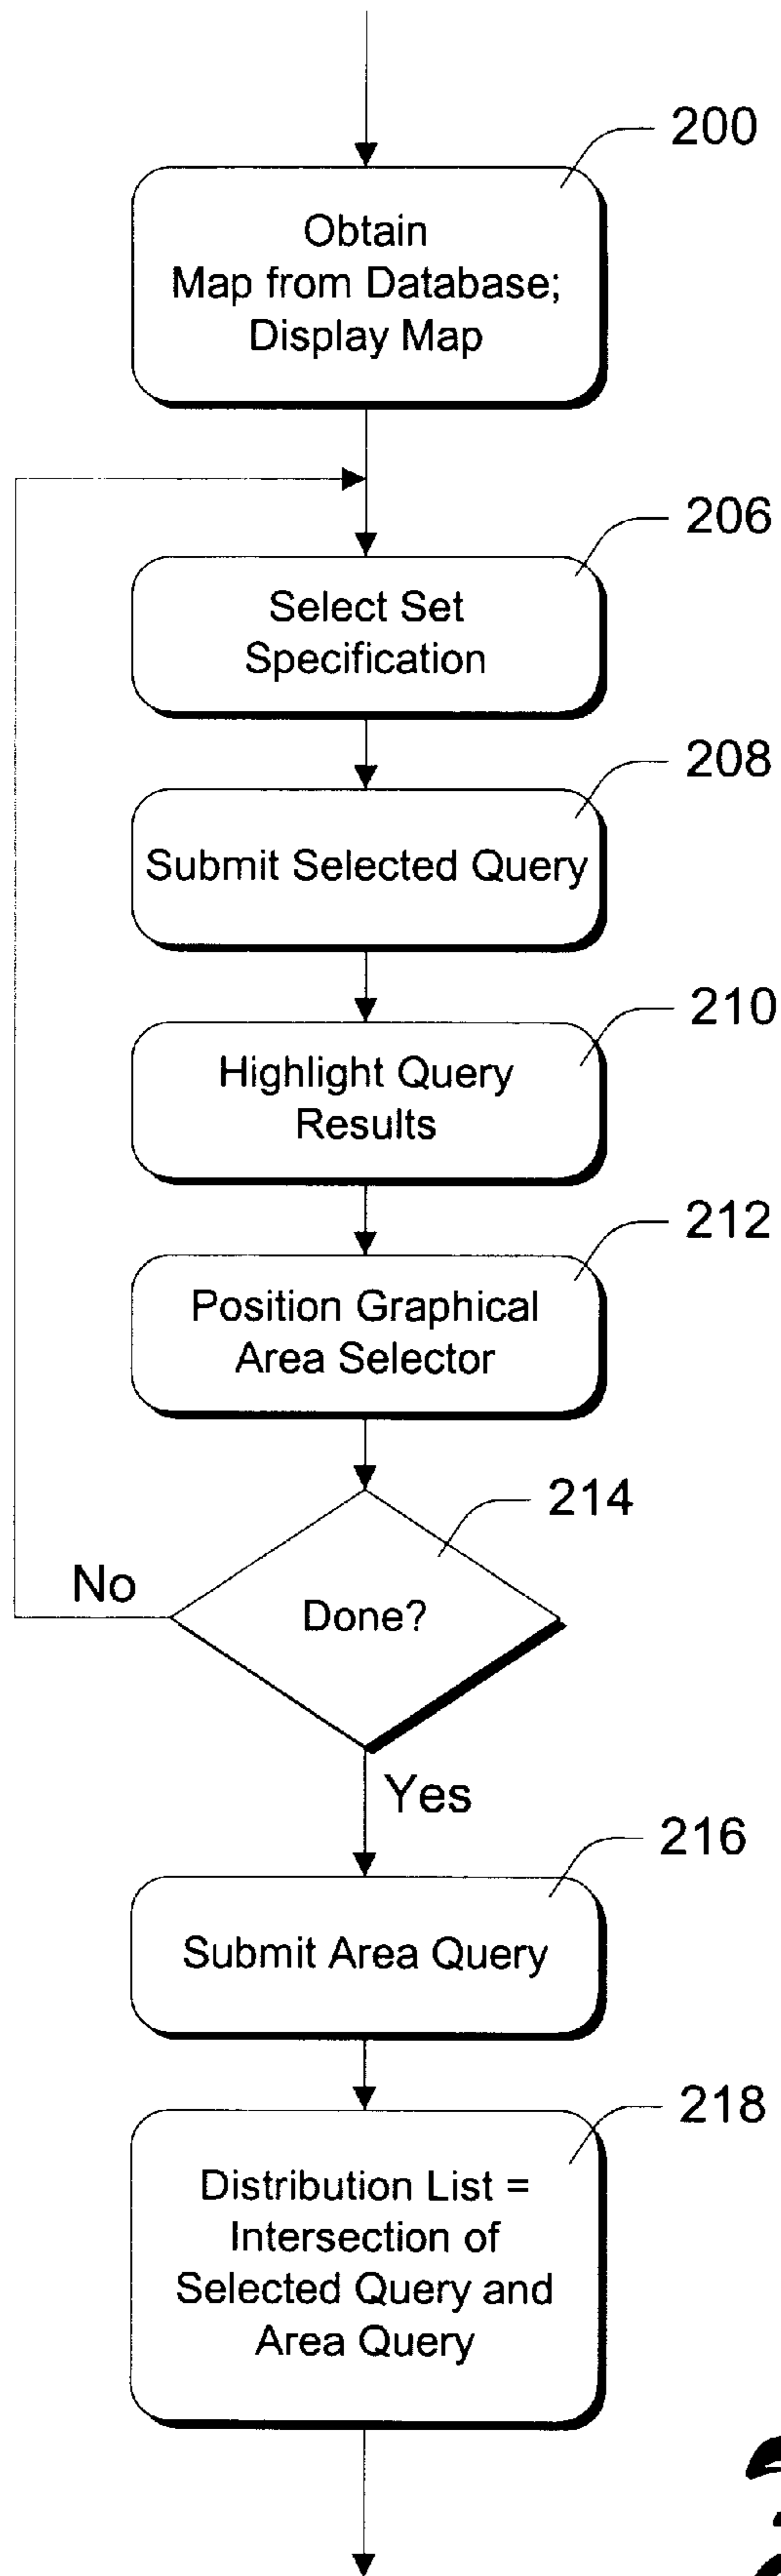 200
Obtain
Map from Database;
Display Map
206
Select Set
Specification
208
Submit Selected Query
210
Highlight Query
Results
212
Position Graphical
Area Selector
214
No
Done?
Yes
216
Submit Area Query
218
Distribution List =
Intersection of
Selected Query and
Area Query